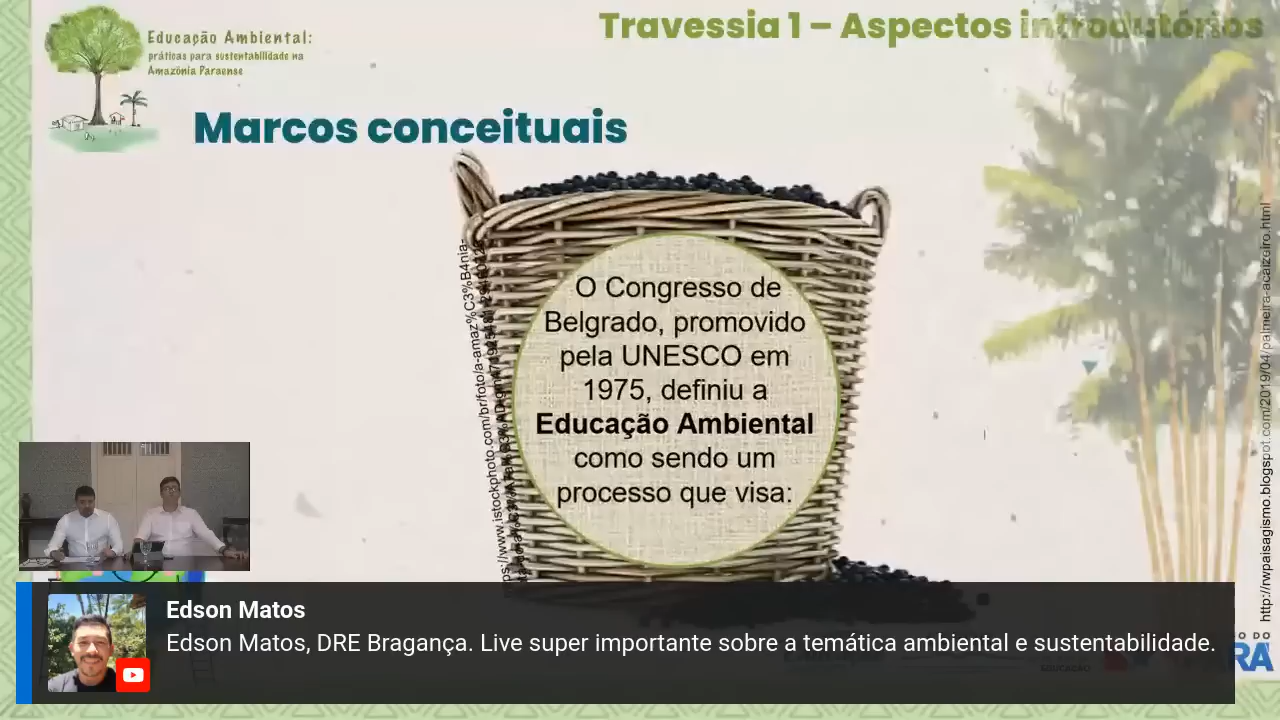 Educação Ambiental:
práticas para sustentabilidade na
Amazônia Paraense
Travessia 1 – Aspectos introdutórios
Marcos conceituais
O Congresso de
Belgrado, promovido
pela UNESCO em
1975, definiu a
Educação Ambiental
como sendo um
processo que visa:
http://rwpaisagismo.blogspot.com/2019/04/palmeira-acaizeiro.html
Edson Matos
Edson Matos, DRE Bragança. Live super importante sobre a temática ambiental e sustentabilidade.
EDUCAÇÃO